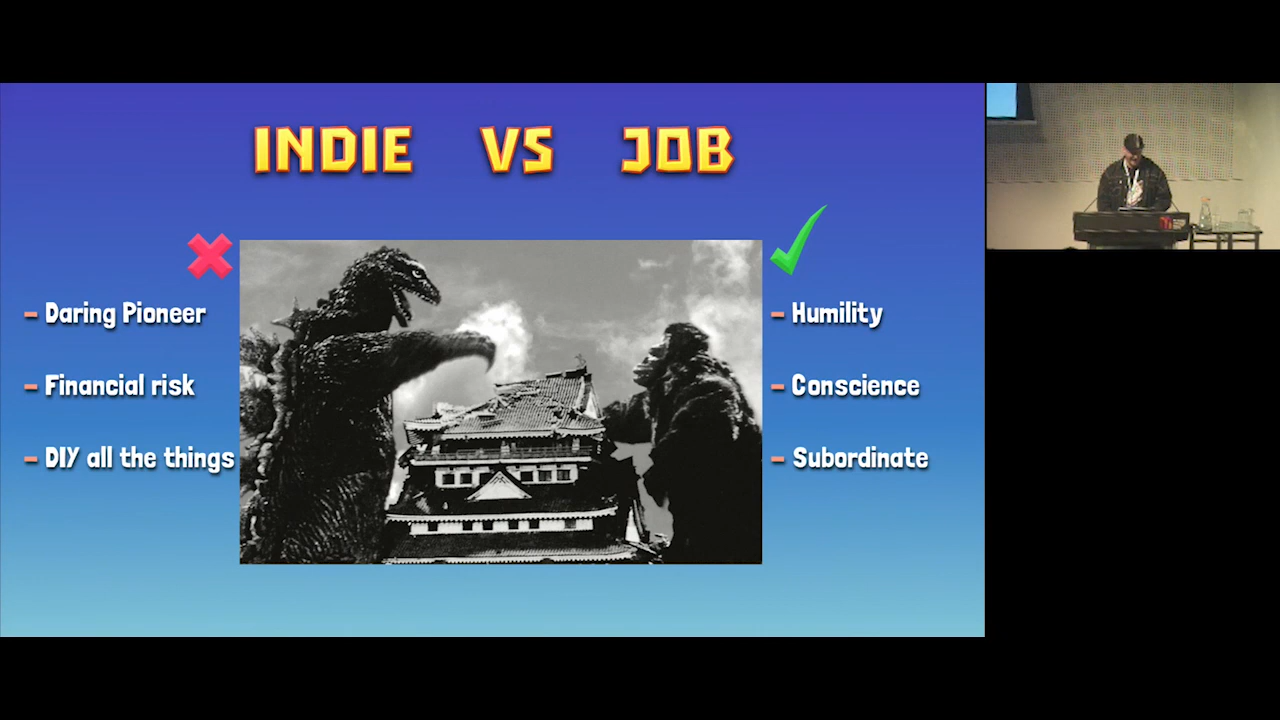 INDIE VS JOB
- Daring Pioneer
- Financial risk
- DIY all the things
- Humility
- Conscience
- Subordinate